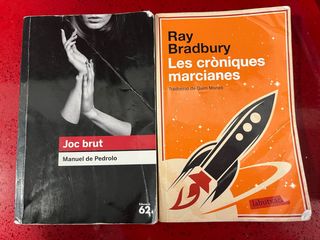 Joc brut
Manuel de Pedrolo
62
Ray
Bradbury
Les cròniques
marcianes
Traducció de Quim Monzó
labutxaca